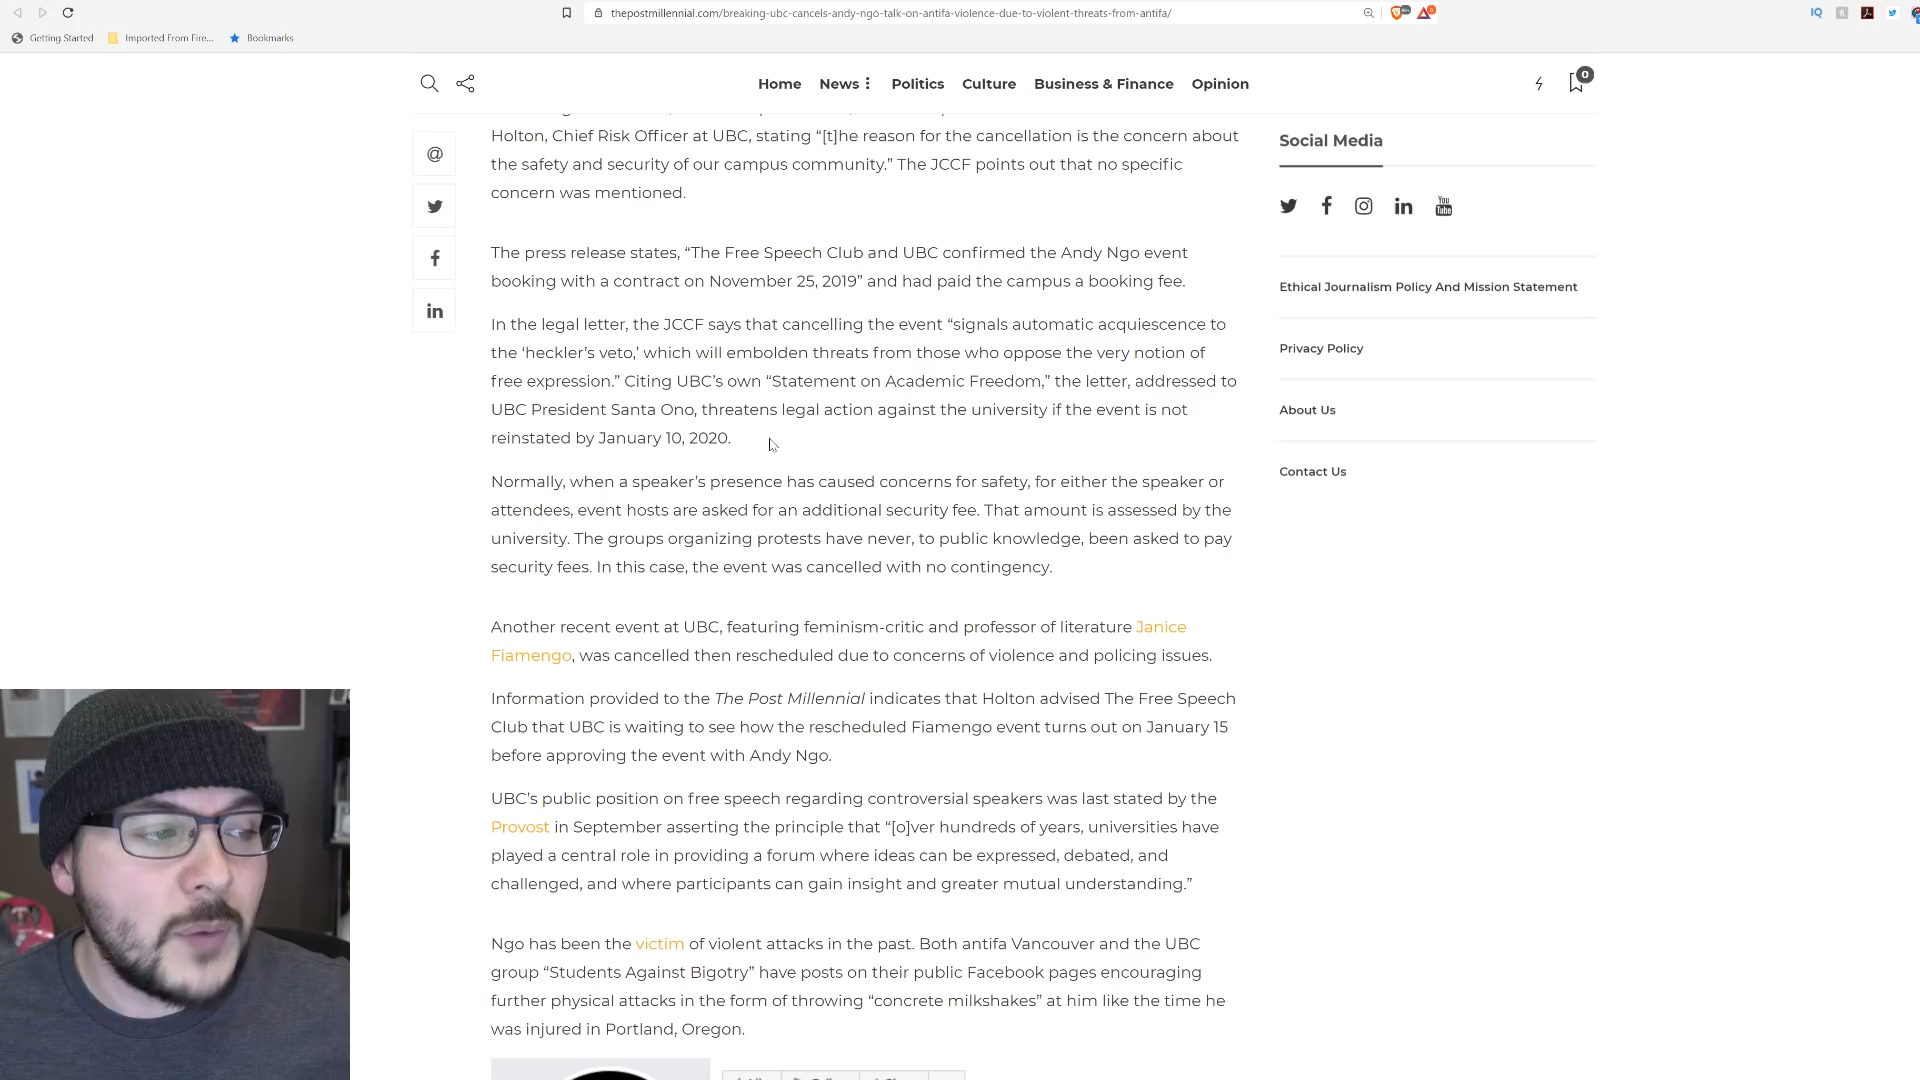 thepostmillennial.com/breaking-ubc-cancels-andy-ngo-talk-on-antifa-violence-due-to-violent-threats-from-antifa/
Getting Started Imported From Fire... Bookmarks
Home News Politics Culture Business & Finance Opinion 0
Holton, Chief Risk Officer at UBC, stating “[t]he reason for the cancellation is the concern about
the safety and security of our campus community.” The JCCF points out that no specific
concern was mentioned.
The press release states, “The Free Speech Club and UBC confirmed the Andy Ngo event
booking with a contract on November 25, 2019” and had paid the campus a booking fee.
In the legal letter, the JCCF says that cancelling the event “signals automatic acquiescence to
the ‘heckler’s veto,’ which will embolden threats from those who oppose the very notion of
free expression.” Citing UBC’s own “Statement on Academic Freedom,” the letter, addressed to
UBC President Santa Ono, threatens legal action against the university if the event is not
reinstated by January 10, 2020.
Normally, when a speaker’s presence has caused concerns for safety, for either the speaker or
attendees, event hosts are asked for an additional security fee. That amount is assessed by the
university. The groups organizing protests have never, to public knowledge, been asked to pay
security fees. In this case, the event was cancelled with no contingency.
Another recent event at UBC, featuring feminism-critic and professor of literature Janice
Fiamengo, was cancelled then rescheduled due to concerns of violence and policing issues.
Information provided to the The Post Millennial indicates that Holton advised The Free Speech
Club that UBC is waiting to see how the rescheduled Fiamengo event turns out on January 15
before approving the event with Andy Ngo.
UBC’s public position on free speech regarding controversial speakers was last stated by the
Provost in September asserting the principle that “[o]ver hundreds of years, universities have
played a central role in providing a forum where ideas can be expressed, debated, and
challenged, and where participants can gain insight and greater mutual understanding.”
Ngo has been the victim of violent attacks in the past. Both antifa Vancouver and the UBC
group “Students Against Bigotry” have posts on their public Facebook pages encouraging
further physical attacks in the form of throwing “concrete milkshakes” at him like the time he
was injured in Portland, Oregon.
Social Media
You Tube
Ethical Journalism Policy And Mission Statement
Privacy Policy
About Us
Contact Us